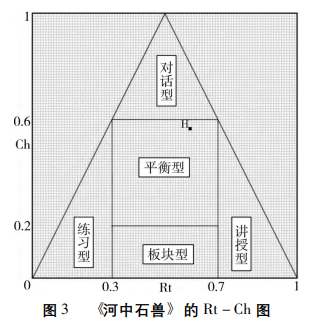 1
对话型
0.6
H
Ch
平衡型
0.2
练习型
讲授型
板块型
0
0.3
Rt
0.7
1
图3 《河中石兽》的 Rt-Ch 图